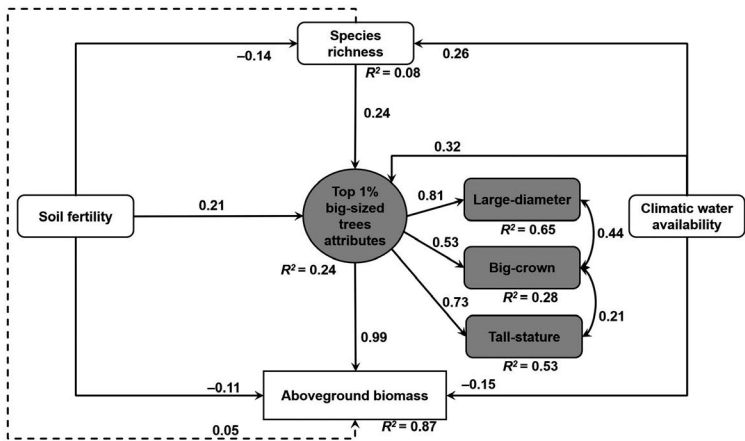 Species
richness
–0.14
0.26
R² = 0.08
0.24
0.32
Top 1%
big-sized
trees
attributes
0.81
Large-diameter
Soil fertility
0.21
Climatic water
availability
R² = 0.65
0.44
0.53
Big-crown
R² = 0.24
R² = 0.28
0.73
0.21
Tall-stature
0.99
R² = 0.53
–0.11
Aboveground biomass
–0.15
0.05
R² = 0.87